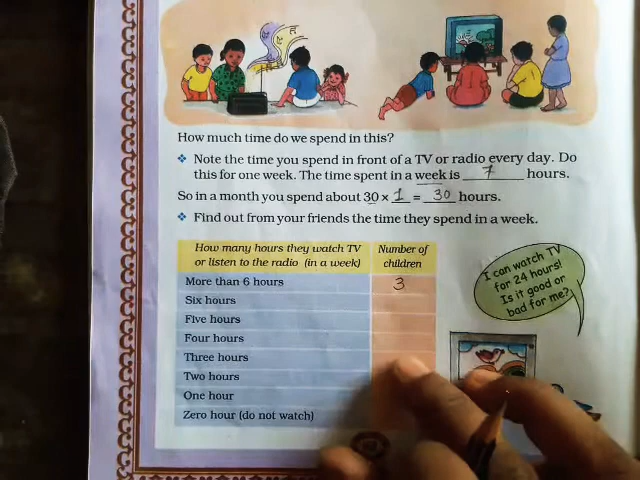 How much time do we spend in this?
❖ Note the time you spend in front of a TV or radio every day. Do
this for one week. The time spent in a week is 7 hours.
So in a month you spend about 30 × 1 = 30 hours.
❖ Find out from your friends the time they spend in a week.
How many hours they watch TV
or listen to the radio (in a week)
Number of
children
More than 6 hours 3
Six hours
Five hours
Four hours
Three hours
Two hours
One hour
Zero hour (do not watch)
I can watch TV
for 24 hours!
Is it good or
bad for me?